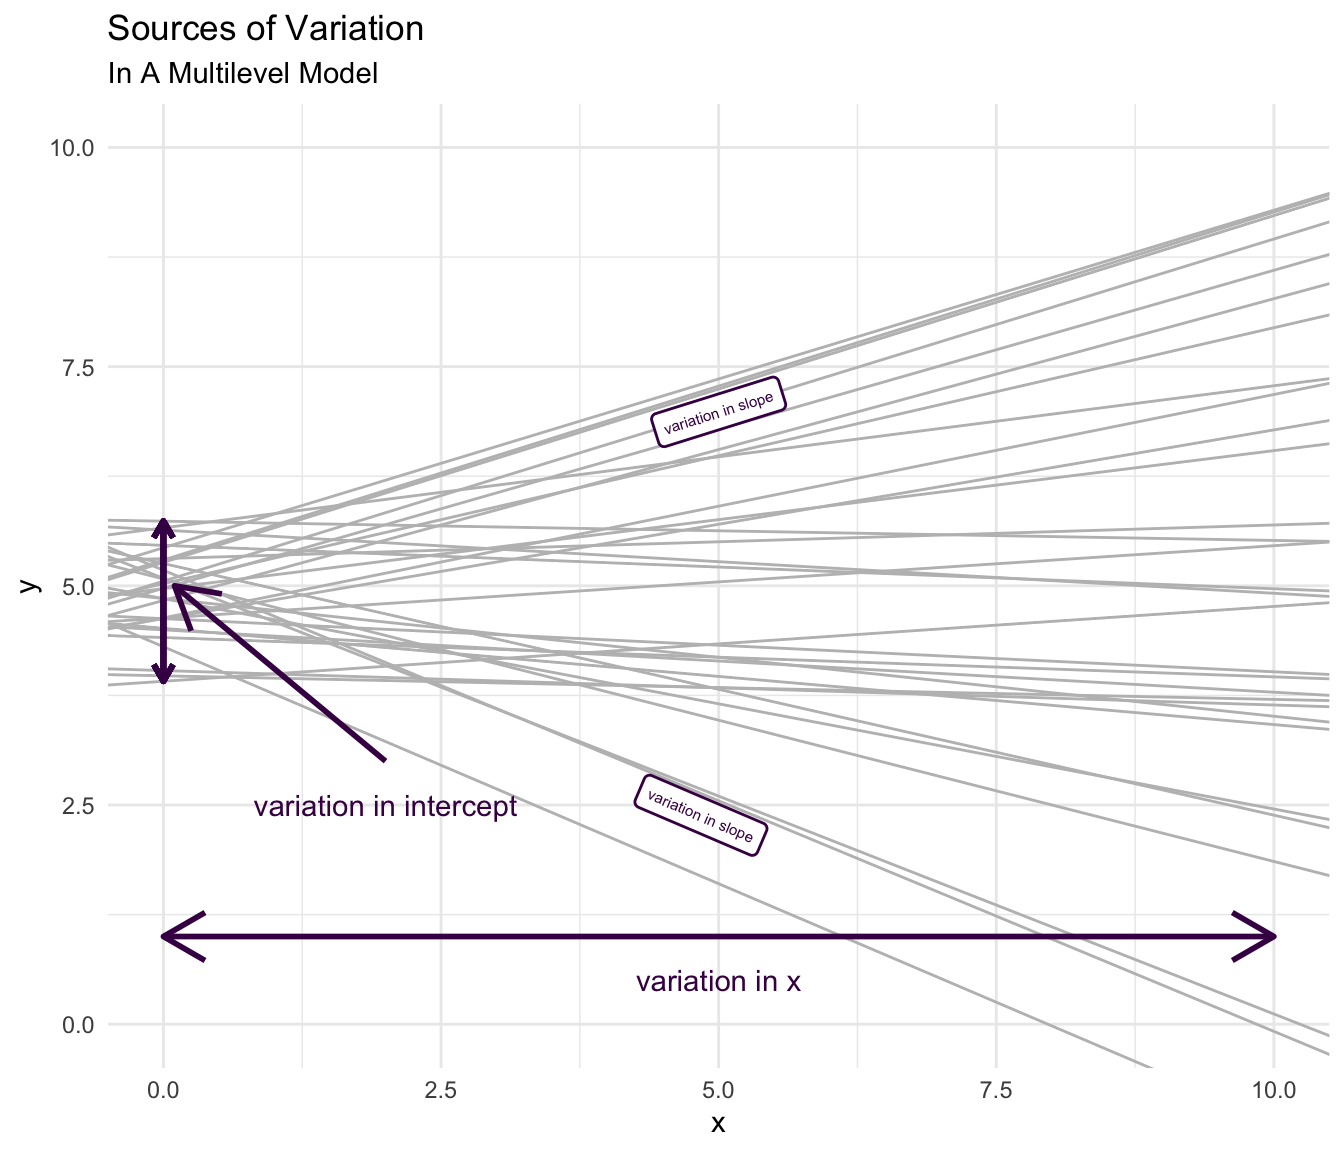 Sources of Variation
In A Multilevel Model
10.0
7.5
variation in slope
5.0
y
2.5
variation in intercept
variation in slope
variation in x
0.0
0.0 2.5 5.0 7.5 10.0
x